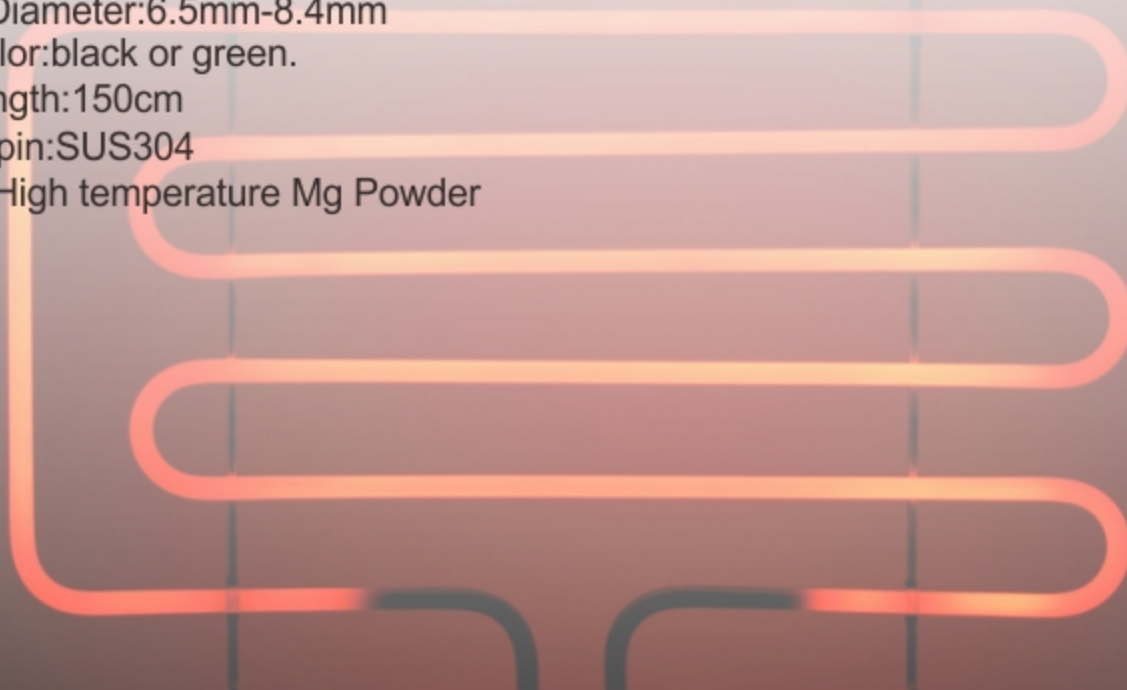 Diameter:6.5mm-8.4mm
lor:black or green.
ngth:150cm
pin:SUS304
High temperature Mg Powder